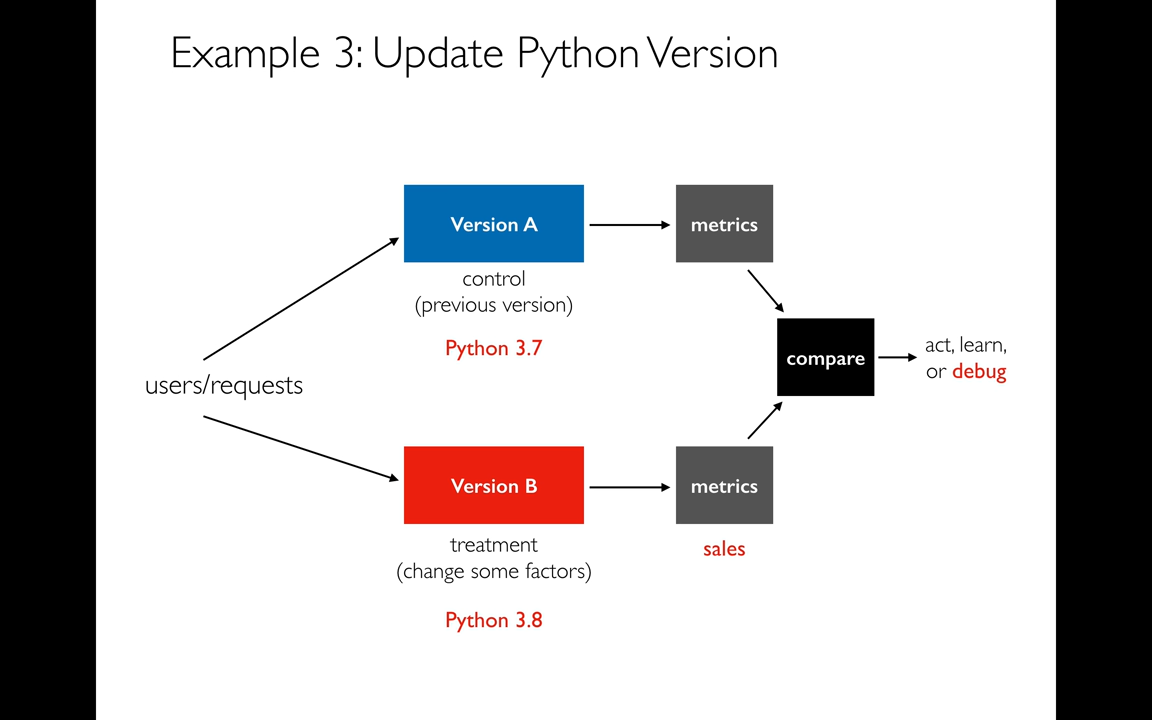 Example 3: Update Python Version
Version A
metrics
control
(previous version)
Python 3.7
compare
act, learn,
or debug
users/requests
Version B
metrics
treatment
(change some factors)
sales
Python 3.8